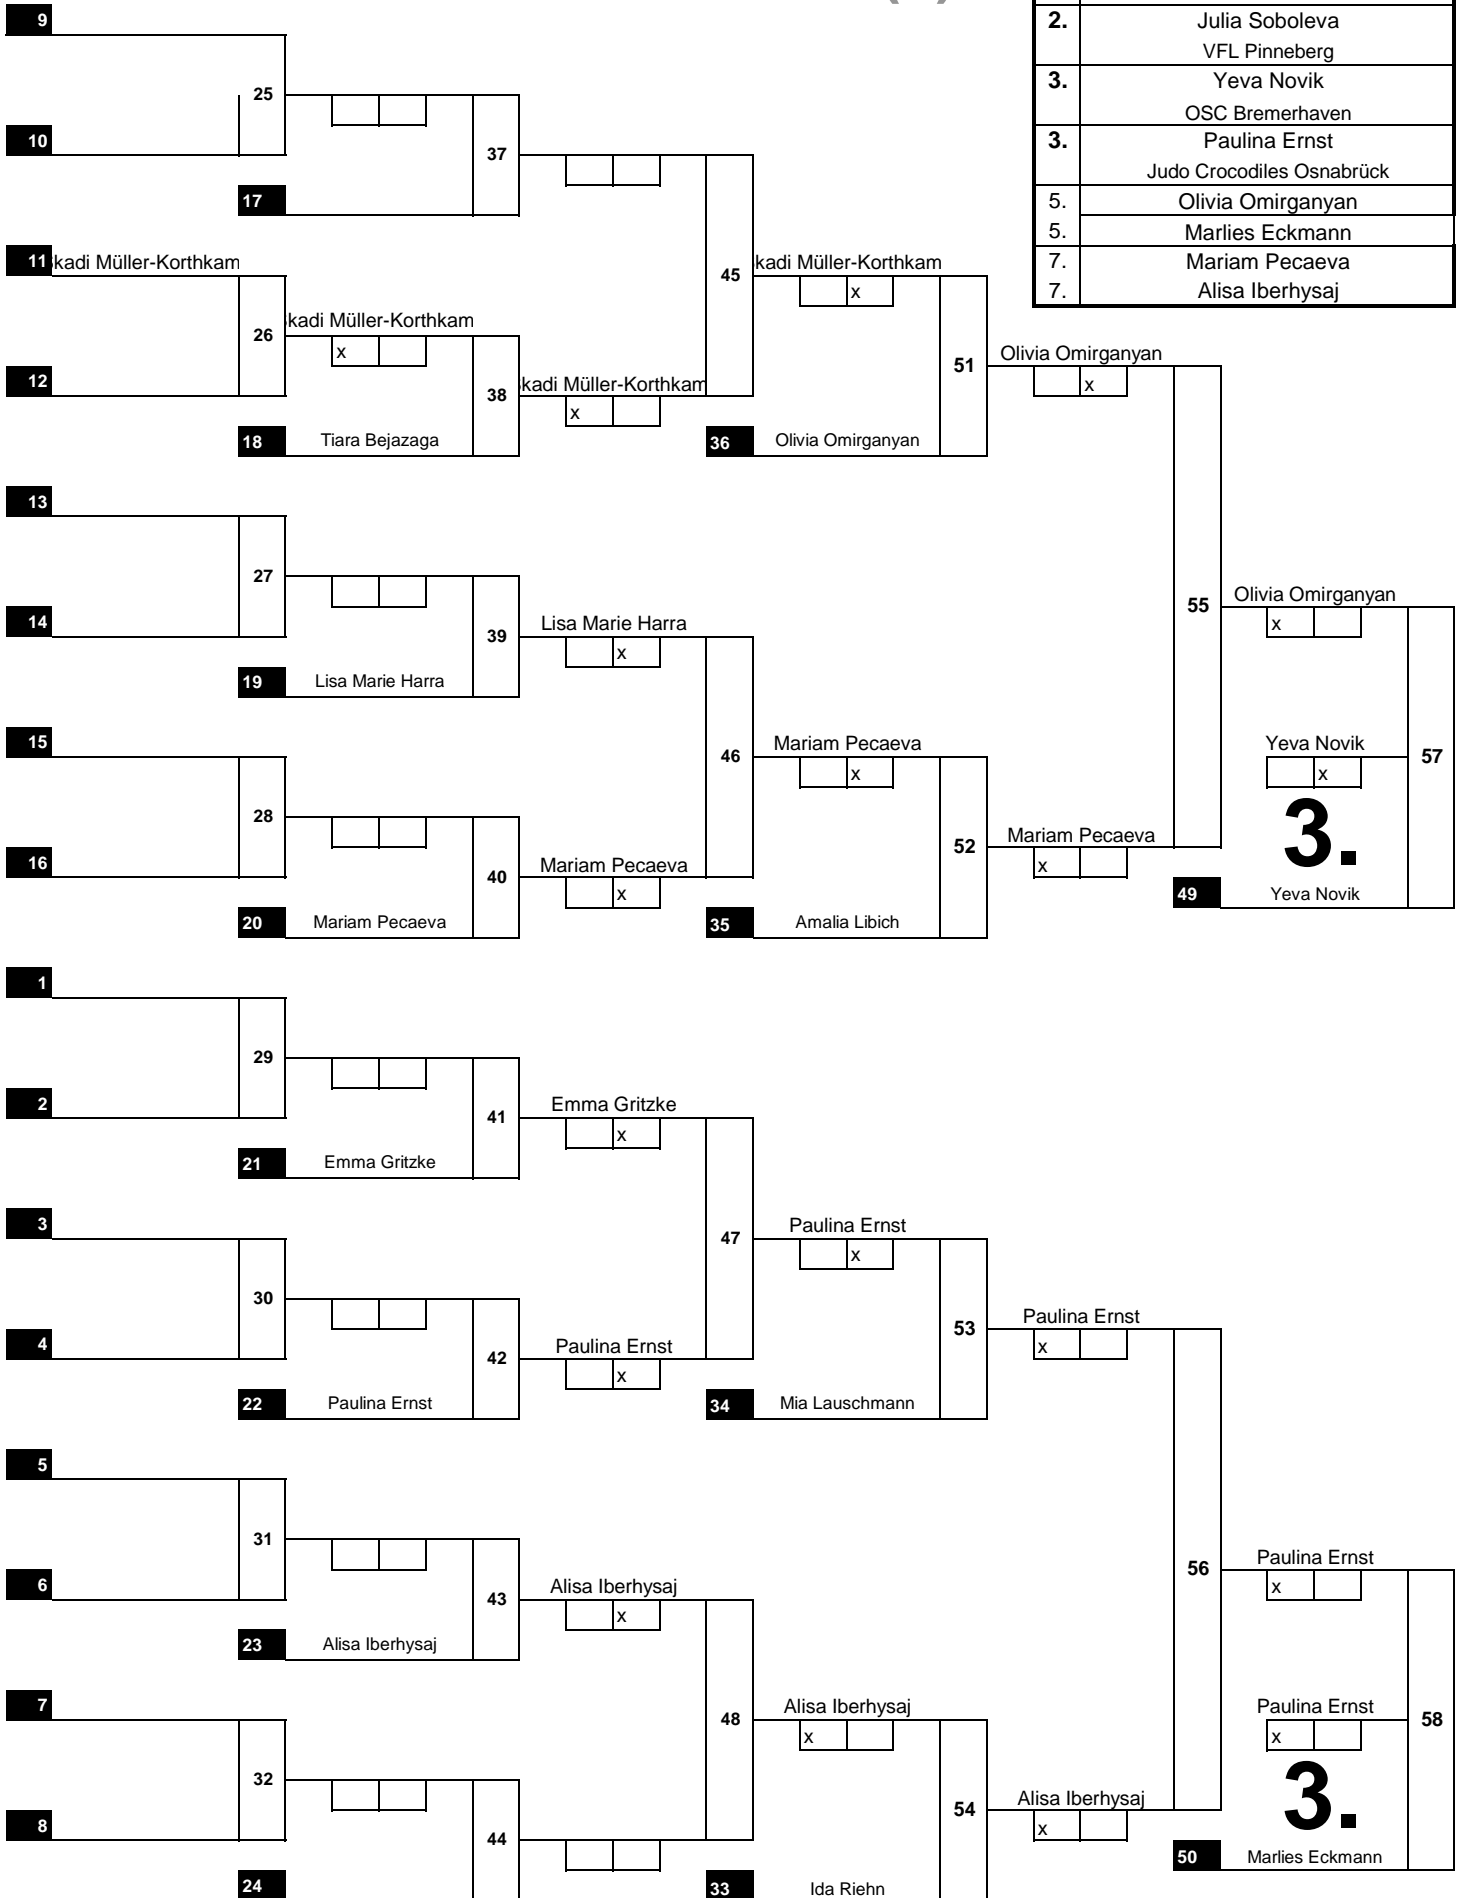 9
2. Julia Soboleva
VFL Pinneberg
25
3. Yeva Novik
OSC Bremerhaven
10
3. Paulina Ernst
37
Judo Crocodiles Osnabrück
17
5. Olivia Omirganyan
5. Marlies Eckmann
11 kadi Müller-Korthkam
45 kadi Müller-Korthkam
7. Mariam Pecaeva
x
7. Alisa Iberhysaj
kadi Müller-Korthkam
26
x
Olivia Omirganyan
51
x
12
38 kadi Müller-Korthkam
x
18 Tiara Bejazaga
36 Olivia Omirganyan
13
27
Olivia Omirganyan
55
x
14
Lisa Marie Harra
39
x
19 Lisa Marie Harra
15
Mariam Pecaeva
Yeva Novik
46
57
x
x
28
3.
Mariam Pecaeva
52
x
16
Mariam Pecaeva
40
x
49 Yeva Novik
20 Mariam Pecaeva
35 Amalia Libich
1
29
2
Emma Gritzke
41
x
21 Emma Gritzke
3
Paulina Ernst
47
x
30
Paulina Ernst
53
x
4
Paulina Ernst
42
x
22 Paulina Ernst
34 Mia Lauschmann
5
31
Paulina Ernst
56
x
6
Alisa Iberhysaj
43
x
23 Alisa Iberhysaj
7
Alisa Iberhysaj
Paulina Ernst
48
58
x
x
32
3.
Alisa Iberhysaj
54
x
8
44
50 Marlies Eckmann
24
33 Ida Riehn